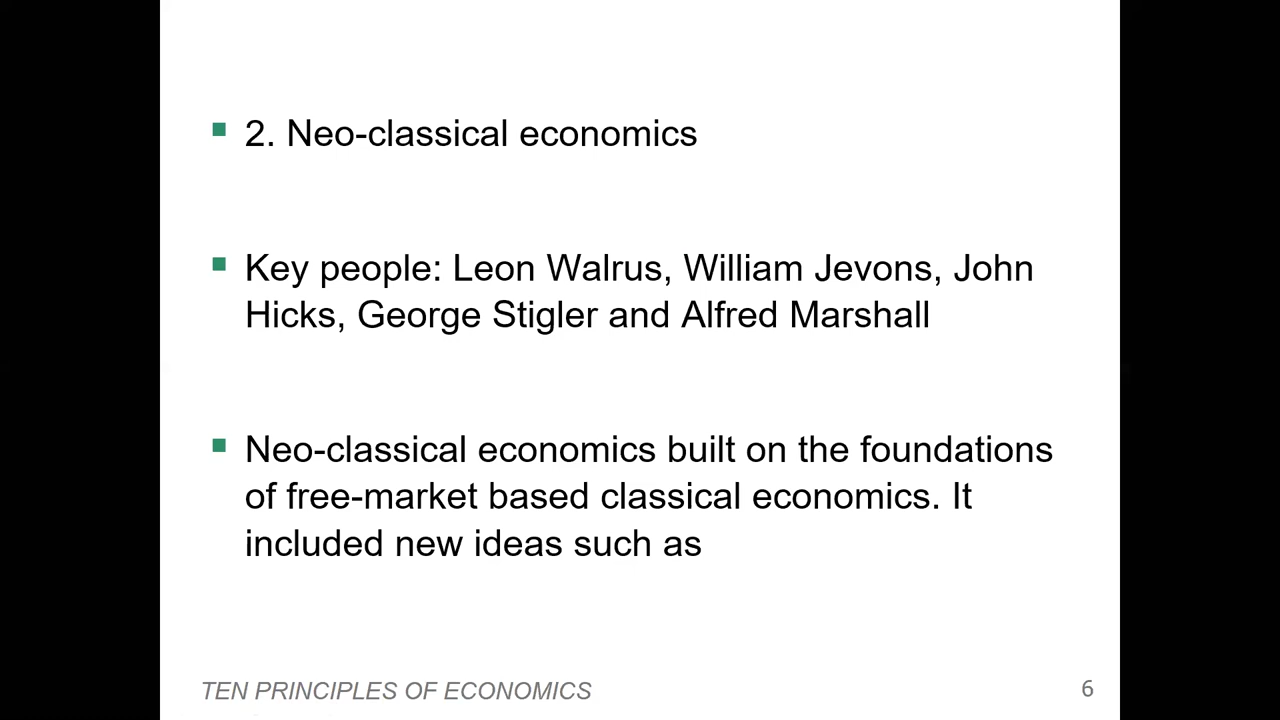 2. Neo-classical economics
Key people: Leon Walrus, William Jevons, John
Hicks, George Stigler and Alfred Marshall
Neo-classical economics built on the foundations
of free-market based classical economics. It
included new ideas such as
TEN PRINCIPLES OF ECONOMICS
6